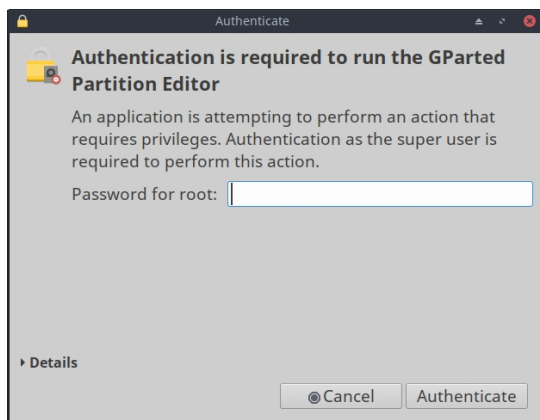 Authenticate
Authentication is required to run the GParted
Partition Editor
An application is attempting to perform an action that
requires privileges. Authentication as the super user is
required to perform this action.
Password for root:
Details
Cancel
Authenticate